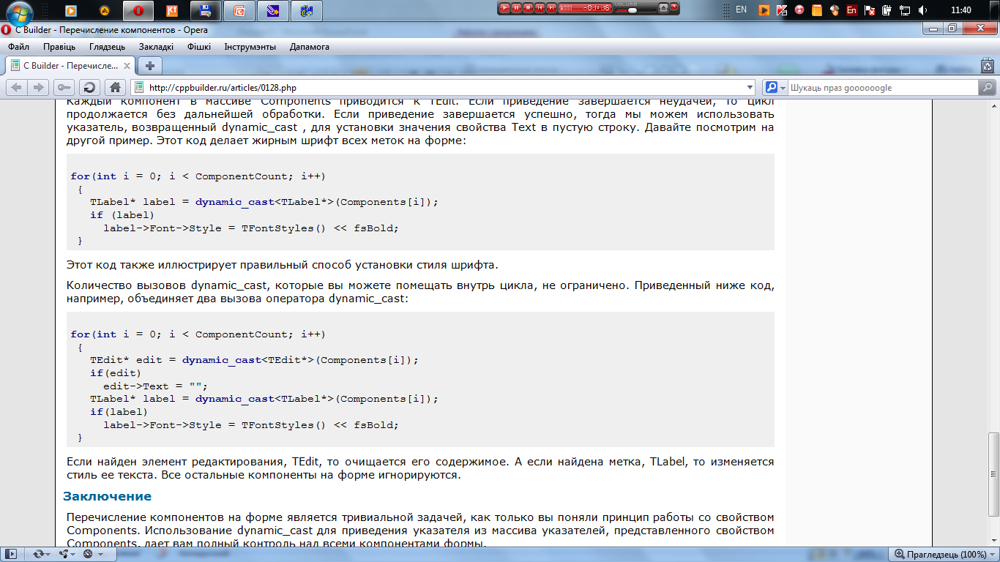 EN
11:40
C Builder - Перечисление компонентов - Opera
Файл Правіць Глядзець Закладкі Фішкі Інструмэнты Дапамога
C Builder - Перечисле...
http://cppbuilder.ru/articles/0128.php
Шукаць праз goooooogle
Каждый компонент в массиве Components приводится к TEdit. Если приведение завершается неудачей, то цикл
продолжается без дальнейшей обработки. Если приведение завершается успешно, тогда мы можем использовать
указатель, возвращенный dynamic_cast , для установки значения свойства Text в пустую строку. Давайте посмотрим на
другой пример. Этот код делает жирным шрифт всех меток на форме:
for(int i = 0; i < ComponentCount; i++)
{
TLabel* label = dynamic_cast<TLabel*>(Components[i]);
if (label)
label->Font->Style = TFontStyles() << fsBold;
}
Этот код также иллюстрирует правильный способ установки стиля шрифта.
Количество вызовов dynamic_cast, которые вы можете помещать внутрь цикла, не ограничено. Приведенный ниже код,
например, объединяет два вызова оператора dynamic_cast:
for(int i = 0; i < ComponentCount; i++)
{
TEdit* edit = dynamic_cast<TEdit*>(Components[i]);
if(edit)
edit->Text = "";
TLabel* label = dynamic_cast<TLabel*>(Components[i]);
if(label)
label->Font->Style = TFontStyles() << fsBold;
}
Если найден элемент редактирования, TEdit, то очищается его содержимое. А если найдена метка, TLabel, то изменяется
стиль ее текста. Все остальные компоненты на форме игнорируются.
Заключение
Перечисление компонентов на форме является тривиальной задачей, как только вы поняли принцип работы со свойством
Components. Использование dynamic_cast для приведения указателя из массива указателей, представленного свойством
Components, дает вам полный контроль над всеми компонентами формы.
Прагледзець (100%)